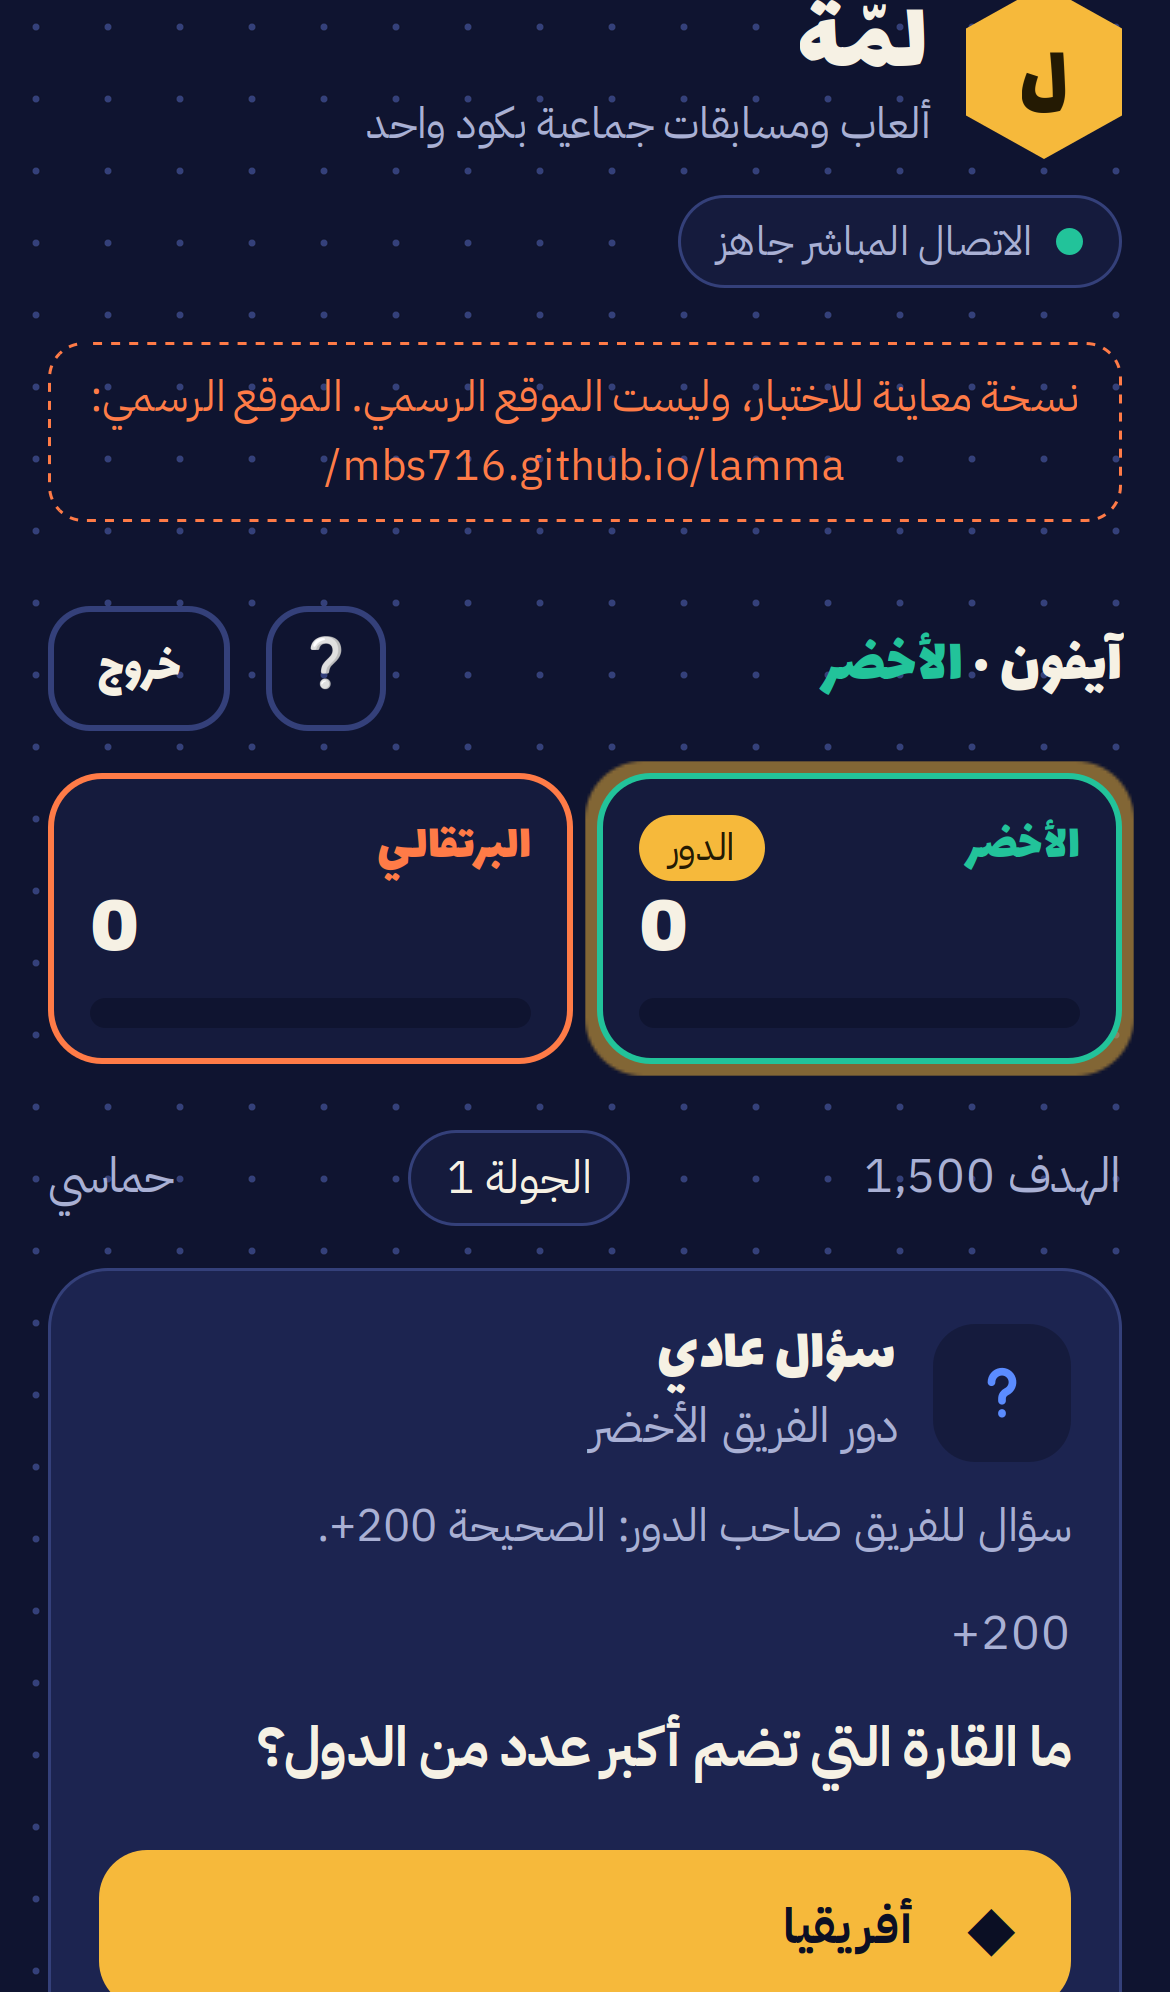 لمّة
ل
ألعاب ومسابقات جماعية بكود واحد
الاتصال المباشر جاهز
نسخة معاينة للاختبار، وليست الموقع الرسمي. الموقع الرسمي:
mbs716.github.io/lamma/
آيفون · الأخضر
?
خروج
الأخضر
الدور
0
البرتقالي
0
الهدف 1,500
الجولة 1
حماسي
?
سؤال عادي
دور الفريق الأخضر
سؤال للفريق صاحب الدور: الصحيحة 200+.
+200
ما القارة التي تضم أكبر عدد من الدول؟
◆ أفريقيا